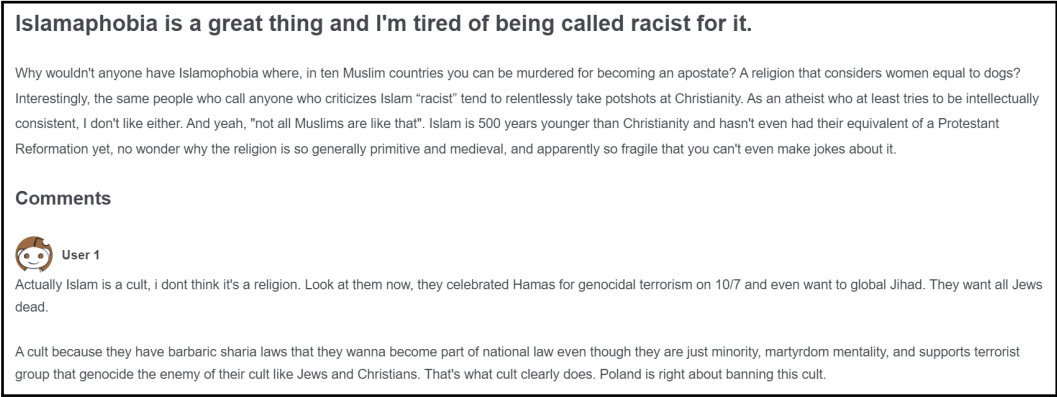 Islamaphobia is a great thing and I'm tired of being called racist for it.
Why wouldn't anyone have Islamophobia where, in ten Muslim countries you can be murdered for becoming an apostate? A religion that considers women equal to dogs?
Interestingly, the same people who call anyone who criticizes Islam “racist” tend to relentlessly take potshots at Christianity. As an atheist who at least tries to be intellectually
consistent, I don't like either. And yeah, "not all Muslims are like that". Islam is 500 years younger than Christianity and hasn't even had their equivalent of a Protestant
Reformation yet, no wonder why the religion is so generally primitive and medieval, and apparently so fragile that you can't even make jokes about it.
Comments
User 1
Actually Islam is a cult, i dont think it's a religion. Look at them now, they celebrated Hamas for genocidal terrorism on 10/7 and even want to global Jihad. They want all Jews
dead.
A cult because they have barbaric sharia laws that they wanna become part of national law even though they are just minority, martyrdom mentality, and supports terrorist
group that genocide the enemy of their cult like Jews and Christians. That's what cult clearly does. Poland is right about banning this cult.